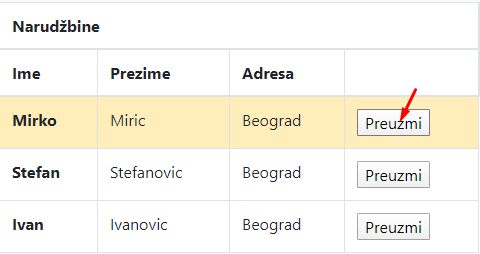 Narudžbine
Ime Prezime Adresa
Mirko Miric Beograd Preuzmi
Stefan Stefanovic Beograd Preuzmi
Ivan Ivanovic Beograd Preuzmi